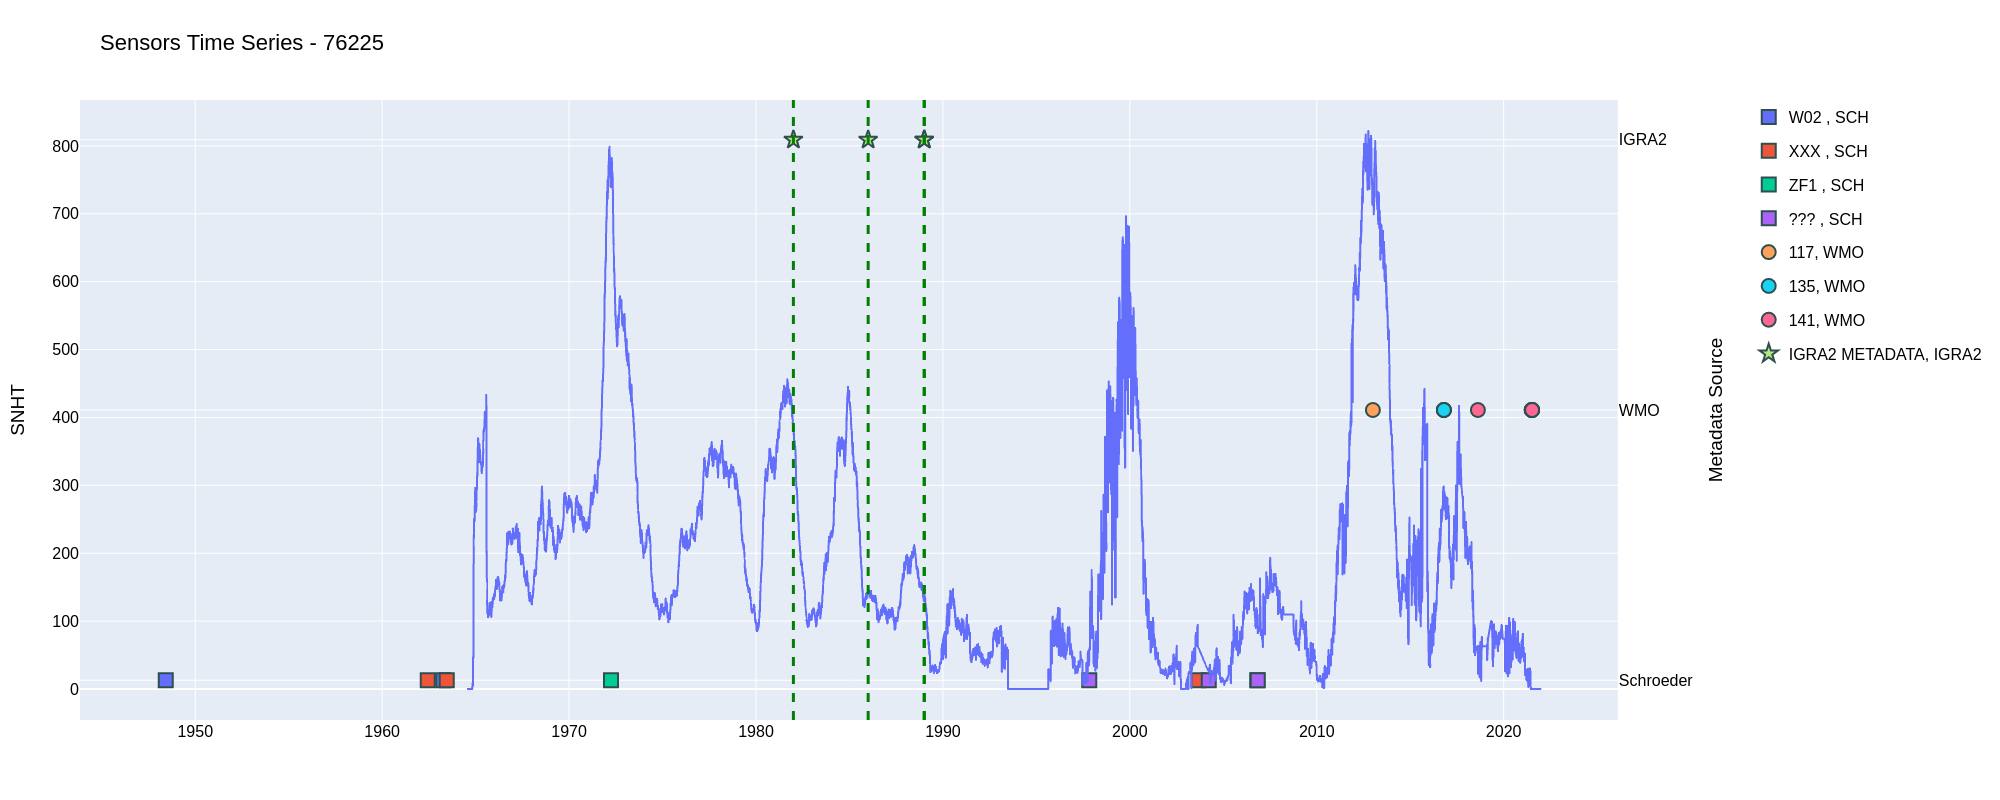 Sensors Time Series - 76225
SNHT
800
700
600
500
400
300
200
100
0
1950 1960 1970 1980 1990 2000 2010 2020
IGRA2
WMO
Schroeder
Metadata Source
W02 , SCH
XXX , SCH
ZF1 , SCH
??? , SCH
117, WMO
135, WMO
141, WMO
IGRA2 METADATA, IGRA2